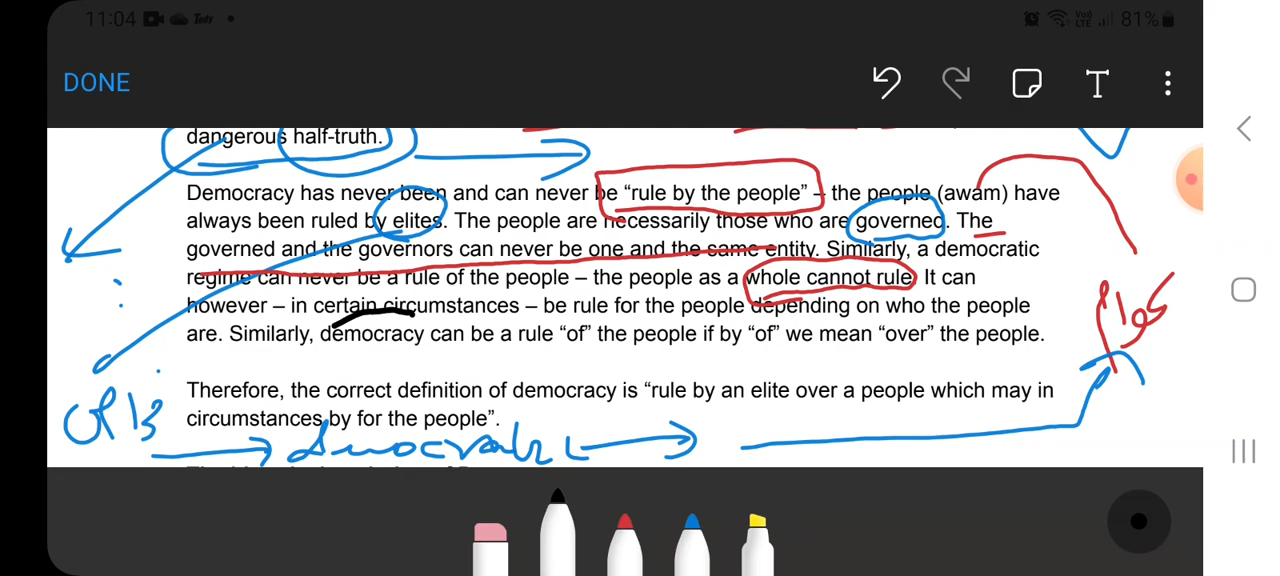 11:04 Tedy Vo) LTE 81%
DONE
T
dangerous half-truth.
Democracy has never been and can never be “rule by the people” – the people (awam) have
always been ruled by elites. The people are necessarily those who are governed. The
governed and the governors can never be one and the same entity. Similarly, a democratic
regime can never be a rule of the people – the people as a whole cannot rule. It can
however – in certain circumstances – be rule for the people depending on who the people
are. Similarly, democracy can be a rule “of” the people if by “of” we mean “over” the people.
Therefore, the correct definition of democracy is “rule by an elite over a people which may in
circumstances by for the people”.